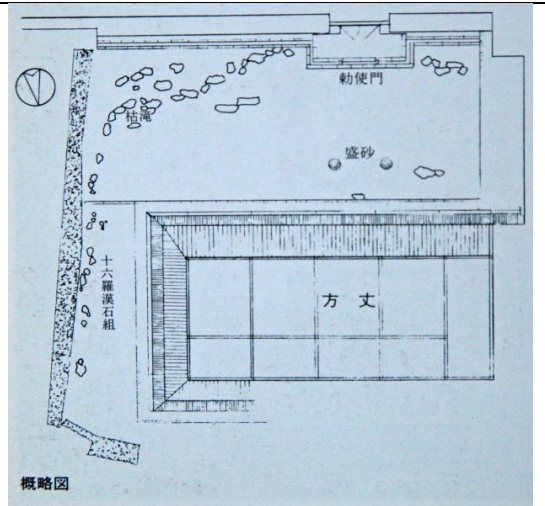 勅使門
枯滝
盛砂
十六羅漢石組
方丈
概略図